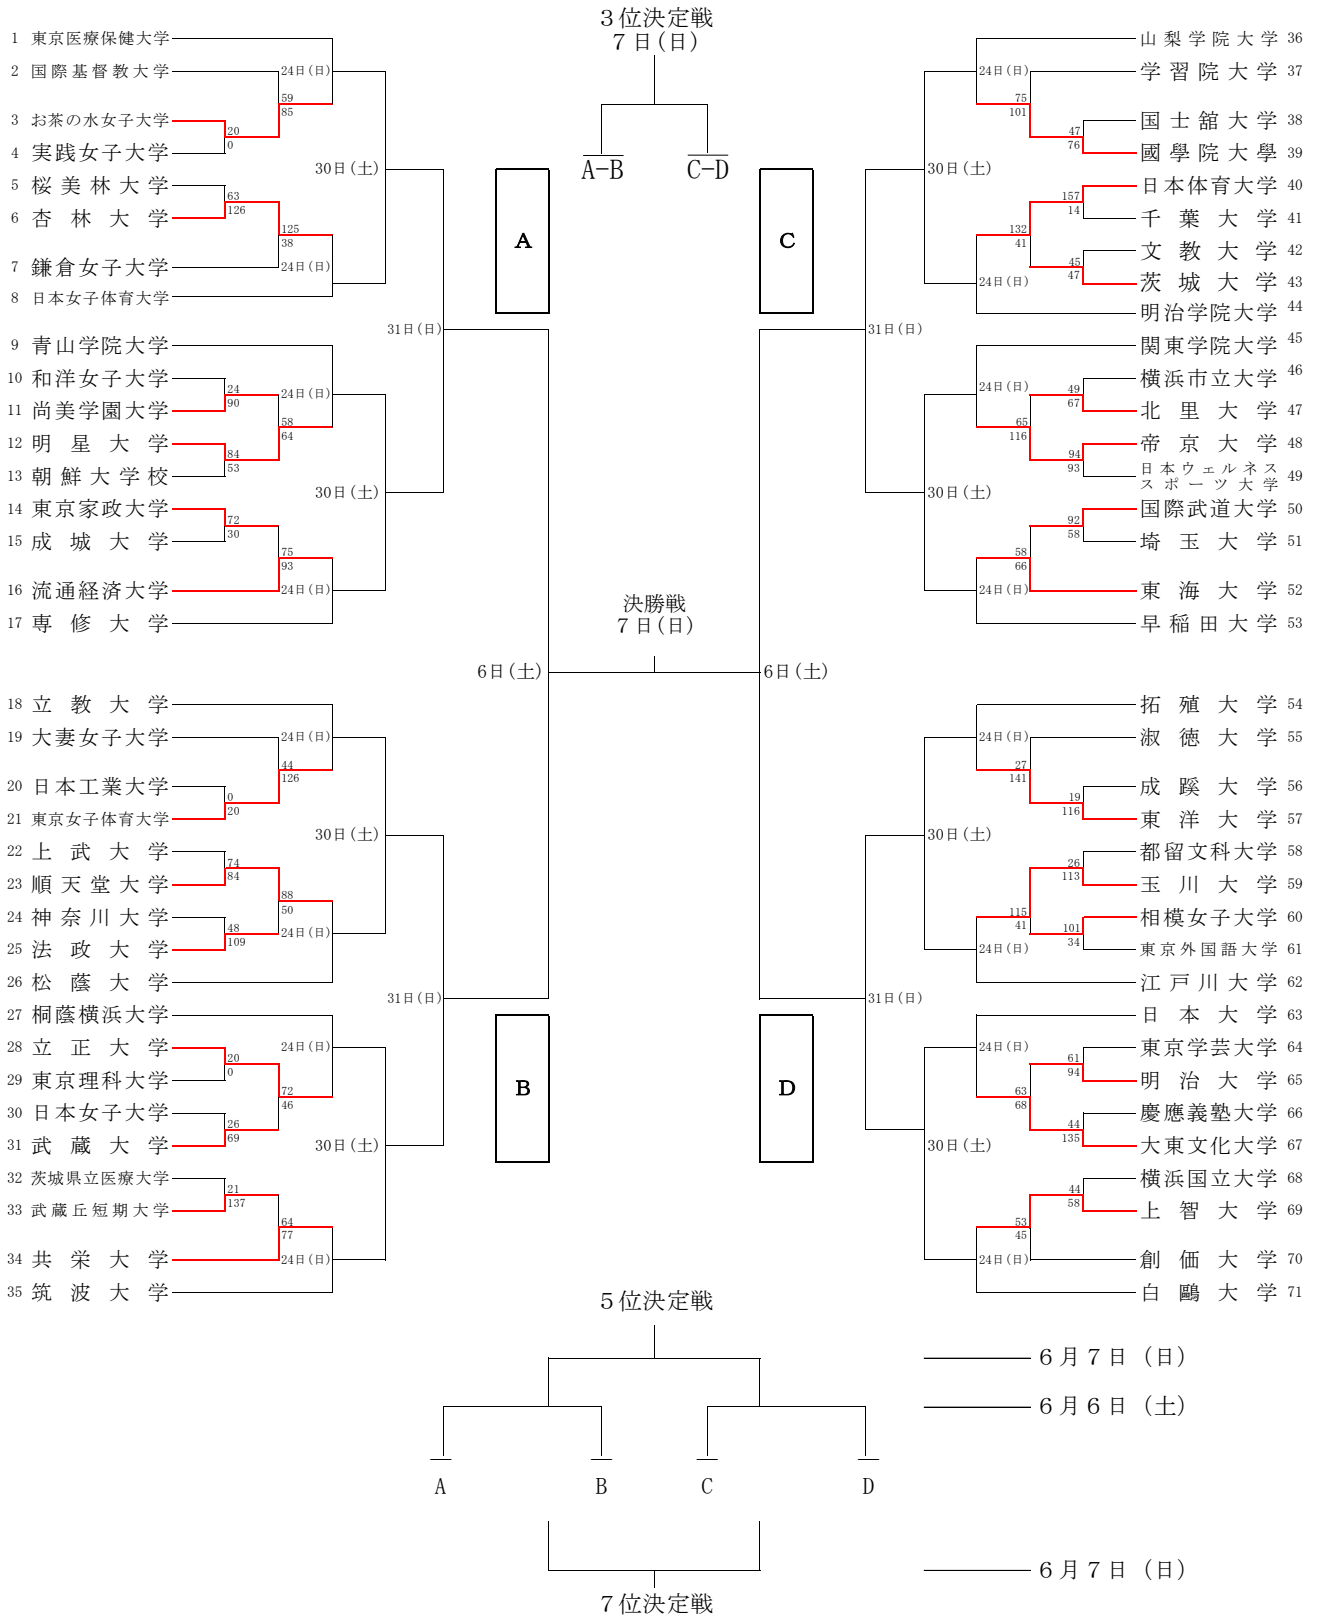 ３位決定戦
７日(日)
A-B
C-D
1 東京医療保健大学
2 国際基督教大学
24日(日)
59
85
3 お茶の水女子大学
20
0
4 実践女子大学
30日(土)
5 桜美林大学
63
126
6 杏林大学
125
38
7 鎌倉女子大学
24日(日)
8 日本女子体育大学
A
31日(日)
9 青山学院大学
10 和洋女子大学
24
90
24日(日)
11 尚美学園大学
58
64
12 明星大学
84
53
13 朝鮮大学校
30日(土)
14 東京家政大学
72
30
15 成城大学
75
93
16 流通経済大学
24日(日)
17 専修大学
決勝戦
７日(日)
6日(土)
6日(土)
18 立教大学
19 大妻女子大学
24日(日)
44
126
20 日本工業大学
0
20
21 東京女子体育大学
30日(土)
22 上武大学
74
84
23 順天堂大学
88
50
24 神奈川大学
48
109
24日(日)
25 法政大学
26 松蔭大学
31日(日)
27 桐蔭横浜大学
28 立正大学
20
0
24日(日)
29 東京理科大学
72
46
30 日本女子大学
26
69
31 武蔵大学
30日(土)
B
32 茨城県立医療大学
21
137
33 武蔵丘短期大学
64
77
34 共栄大学
24日(日)
35 筑波大学
山梨学院大学 36
24日(日)
学習院大学 37
75
101
国士舘大学 38
47
76
國學院大學 39
30日(土)
日本体育大学 40
157
14
千葉大学 41
132
41
文教大学 42
45
47
茨城大学 43
24日(日)
明治学院大学 44
C
31日(日)
関東学院大学 45
横浜市立大学 46
24日(日)
49
67
北里大学 47
65
116
帝京大学 48
94
93
日本ウェルネス
スポーツ大学 49
30日(土)
国際武道大学 50
92
58
埼玉大学 51
58
66
東海大学 52
24日(日)
早稲田大学 53
拓殖大学 54
24日(日)
淑徳大学 55
27
141
成蹊大学 56
19
116
東洋大学 57
30日(土)
都留文科大学 58
26
113
玉川大学 59
115
41
相模女子大学 60
101
34
東京外国語大学 61
24日(日)
江戸川大学 62
31日(日)
日本大学 63
24日(日)
東京学芸大学 64
61
94
明治大学 65
63
68
慶應義塾大学 66
44
135
大東文化大学 67
30日(土)
D
横浜国立大学 68
44
58
上智大学 69
53
45
創価大学 70
24日(日)
白鷗大学 71
５位決定戦
６月７日（日）
６月６日（土）
A
B
C
D
６月７日（日）
７位決定戦